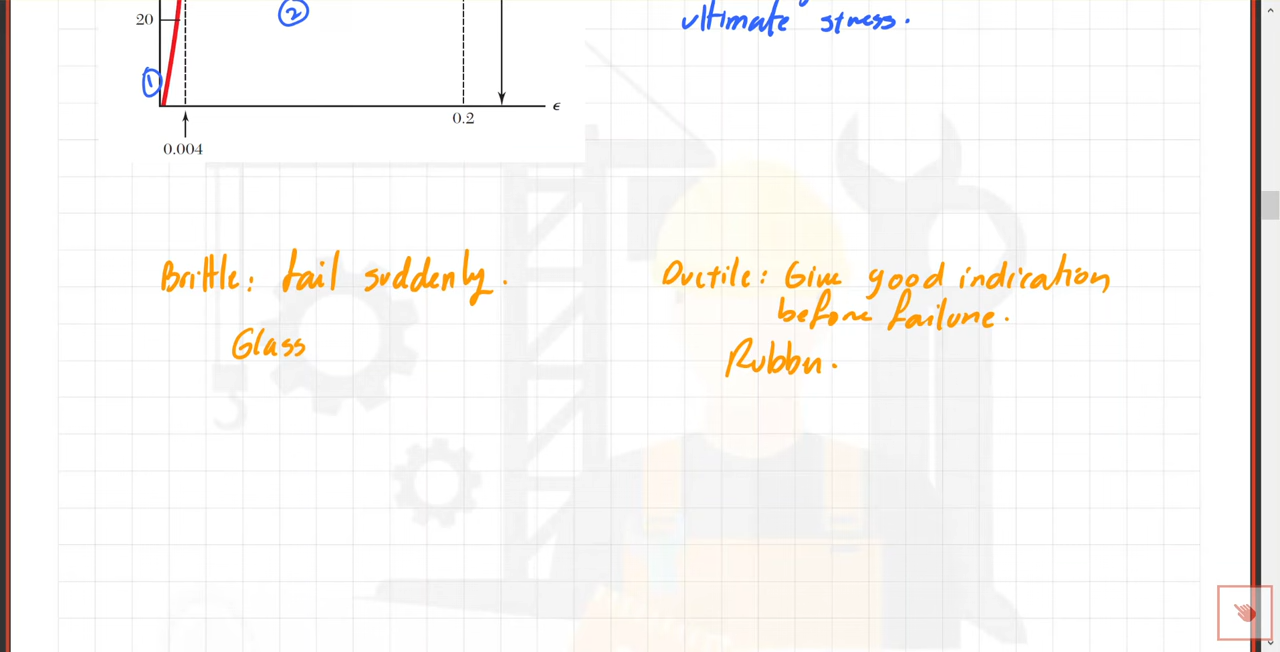 20
②
ultimate stress.
①
ϵ
0.2
0.004
Brittle: fail suddenly.
Ductile: Give good indication
before failure.
Glass
Rubber.